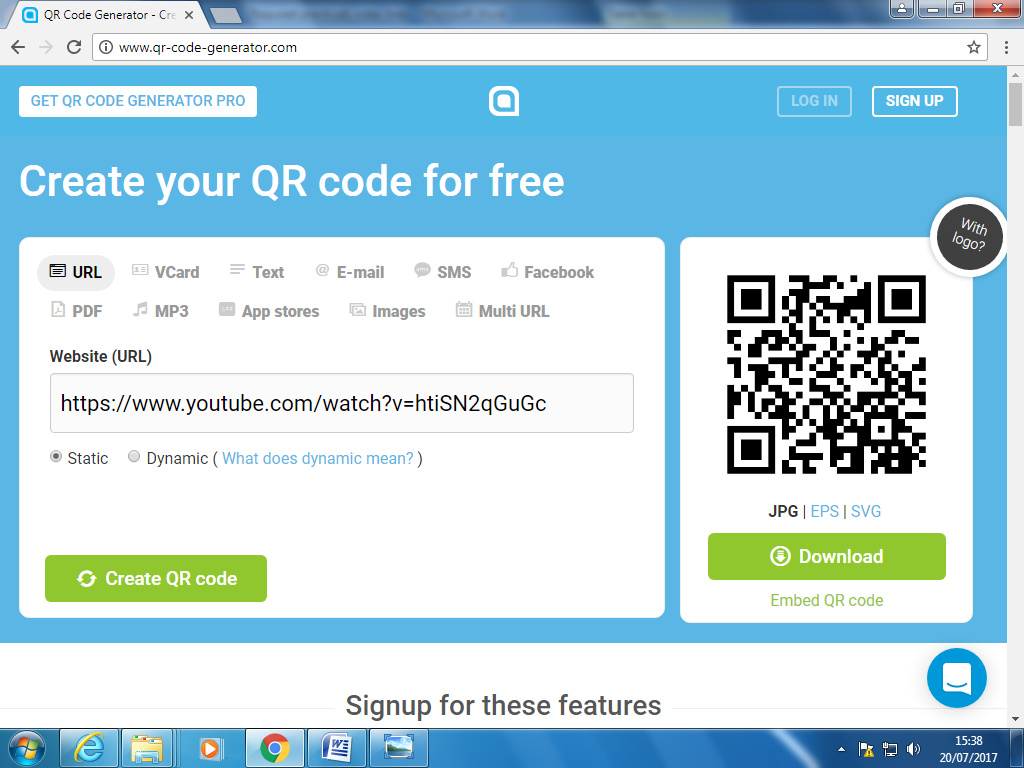 QR Code Generator - Cre
www.qr-code-generator.com
GET QR CODE GENERATOR PRO
LOG IN
SIGN UP
Create your QR code for free
With logo?
URL
VCard
Text
E-mail
SMS
Facebook
PDF
MP3
App stores
Images
Multi URL
Website (URL)
https://www.youtube.com/watch?v=htiSN2qGuGc
Static
Dynamic ( What does dynamic mean? )
Create QR code
JPG | EPS | SVG
Download
Embed QR code
Signup for these features
15:38
20/07/2017